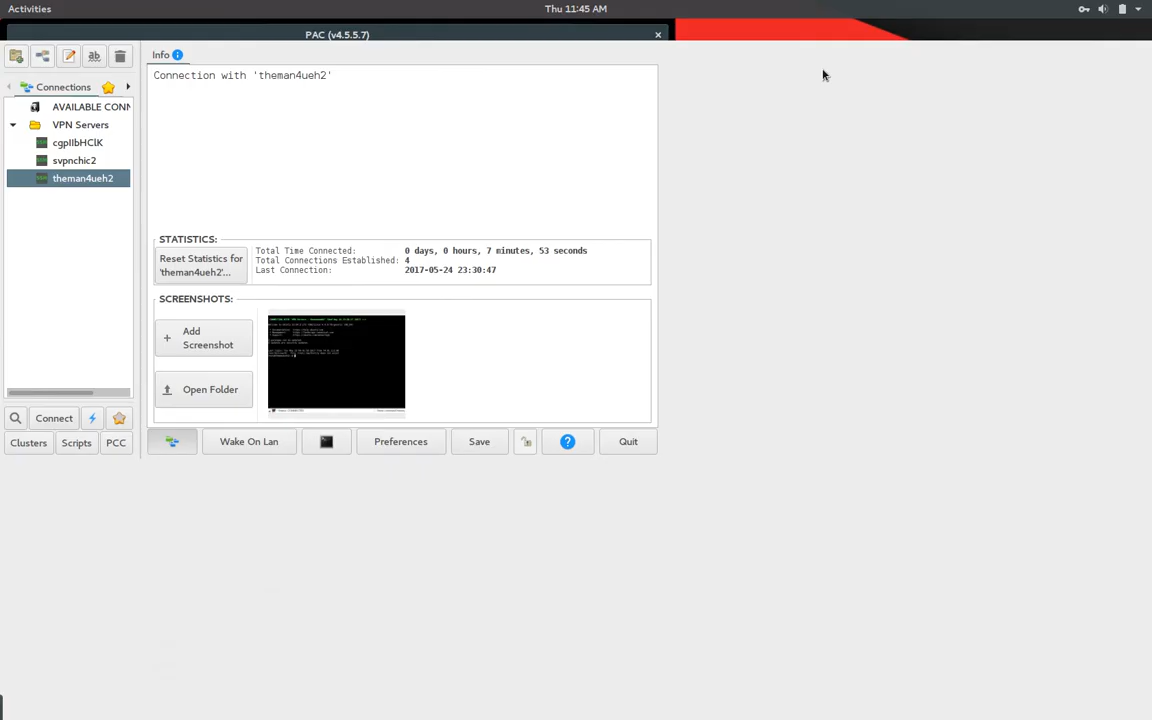 Activities
Thu 11:45 AM
PAC (v4.5.5.7)
Info
Connections
Connection with 'theman4ueh2'
AVAILABLE CONN
VPN Servers
cgpIIbHClK
svpnchic2
theman4ueh2
STATISTICS:
Reset Statistics for
'theman4ueh2'...
Total Time Connected: 0 days, 0 hours, 7 minutes, 53 seconds
Total Connections Established: 4
Last Connection: 2017-05-24 23:30:47
SCREENSHOTS:
Add
Screenshot
Open Folder
Connect
Clusters
Scripts
PCC
Wake On Lan
Preferences
Save
Quit